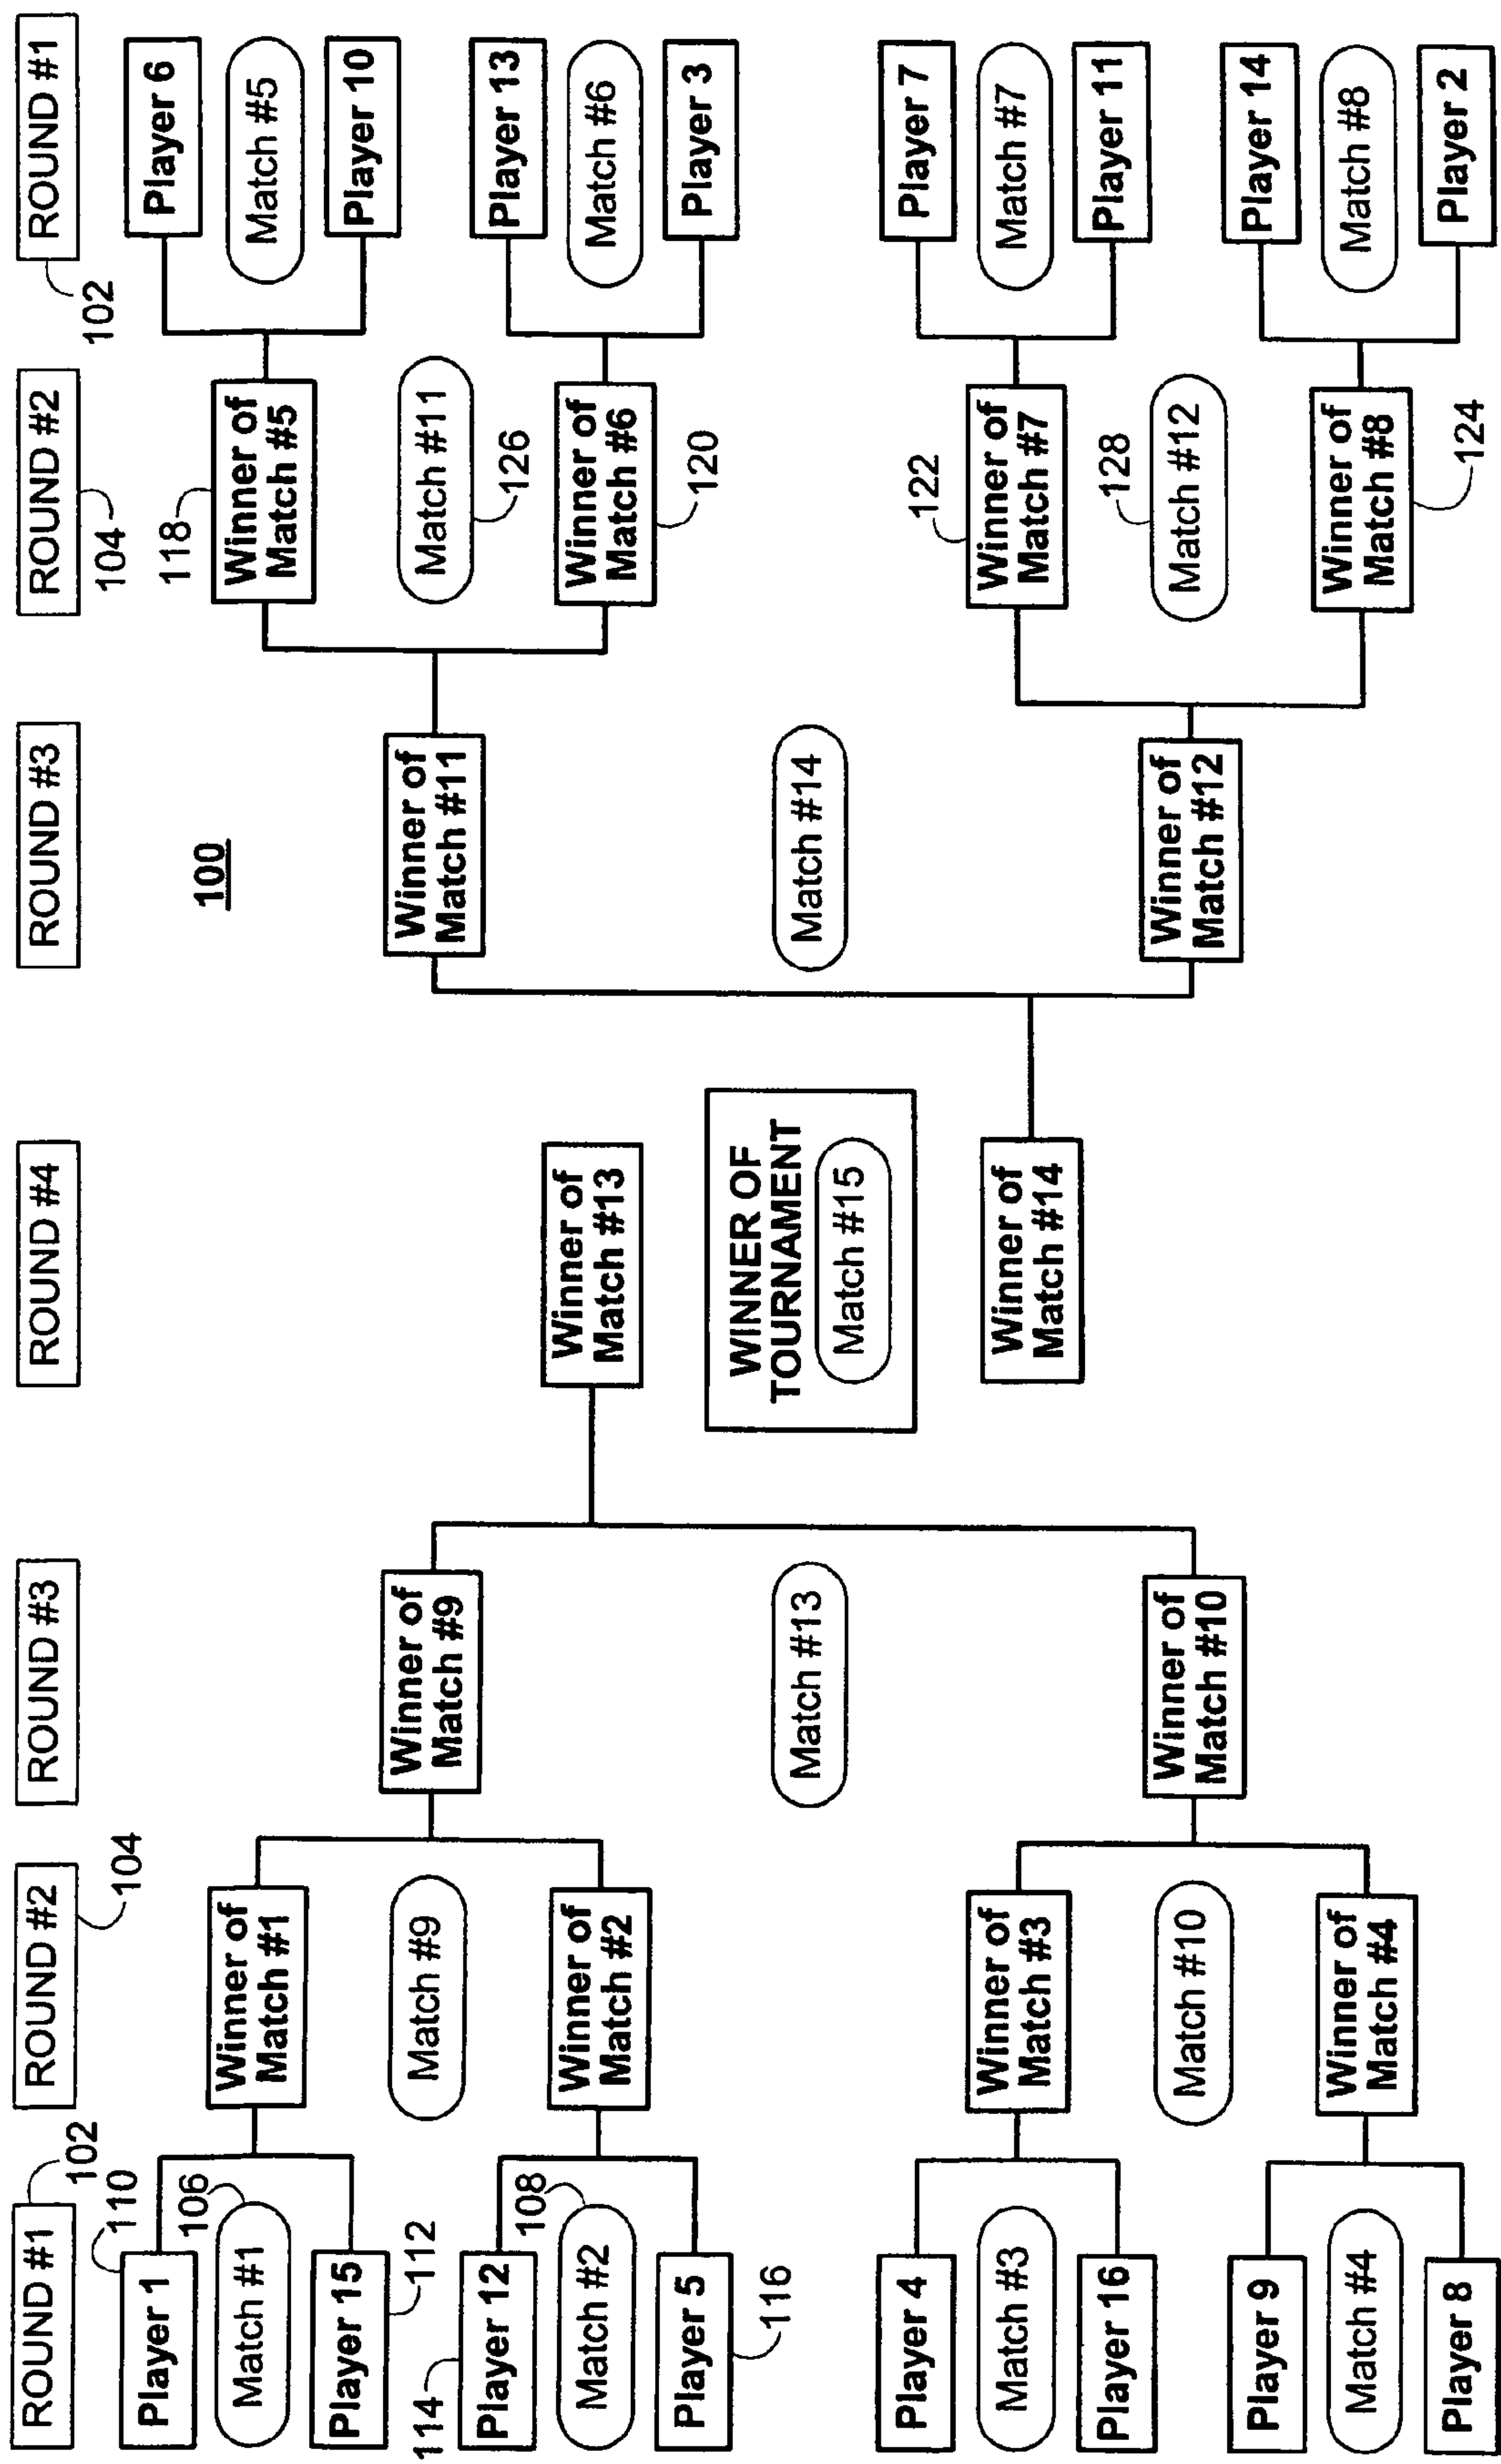 ROUND #1
102
ROUND #2
104
ROUND #3
ROUND #4
ROUND #3
ROUND #2
104
ROUND #1
102
100
110
Player 1
106
Match #1
Player 15
112
114
Player 12
108
Match #2
Player 5
116
Player 4
Match #3
Player 16
Player 9
Match #4
Player 8
Winner of
Match #1
Match #9
Winner of
Match #2
Winner of
Match #3
Match #10
Winner of
Match #4
Winner of
Match #9
Match #13
Winner of
Match #10
Winner of
Match #13
WINNER OF
TOURNAMENT
Match #15
Winner of
Match #14
Winner of
Match #11
Match #14
Winner of
Match #12
118
Winner of
Match #5
Match #11
126
Winner of
Match #6
120
122
Winner of
Match #7
128
Match #12
Winner of
Match #8
124
Player 6
Match #5
Player 10
Player 13
Match #6
Player 3
Player 7
Match #7
Player 11
Player 14
Match #8
Player 2